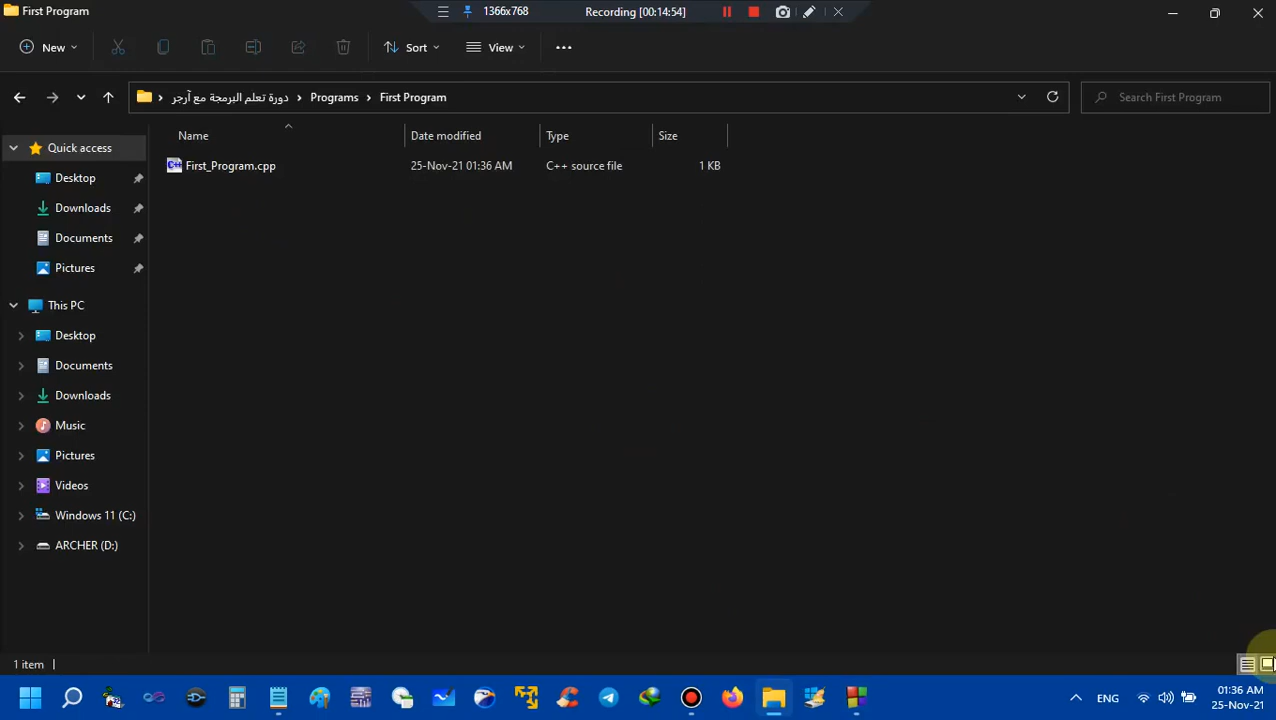 First Program
1366x768
Recording [00:14:54]
New
Sort
View
دورة تعلم البرمجة مع آرجر
Programs
First Program
Search First Program
Name
Date modified
Type
Size
First_Program.cpp
25-Nov-21 01:36 AM
C++ source file
1 KB
Quick access
Desktop
Downloads
Documents
Pictures
This PC
Desktop
Documents
Downloads
Music
Pictures
Videos
Windows 11 (C:)
ARCHER (D:)
1 item
ENG
01:36 AM
25-Nov-21